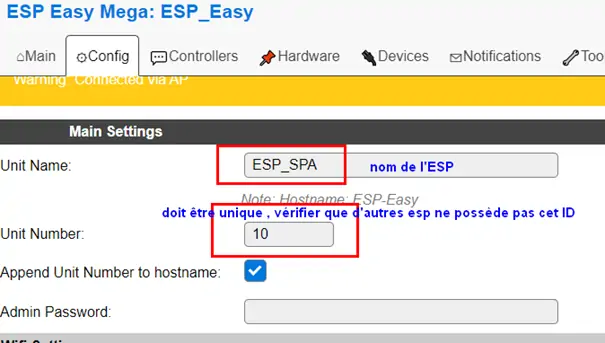 ESP Easy Mega: ESP_Easy
Main Config Controllers Hardware Devices Notifications Too
Warning: Connected via AP
Main Settings
Unit Name: ESP_SPA nom de l'ESP
Note: Hostname: ESP-Easy
doit être unique , vérifier que d'autres esp ne possède pas cet ID
Unit Number: 10
Append Unit Number to hostname:
Admin Password: